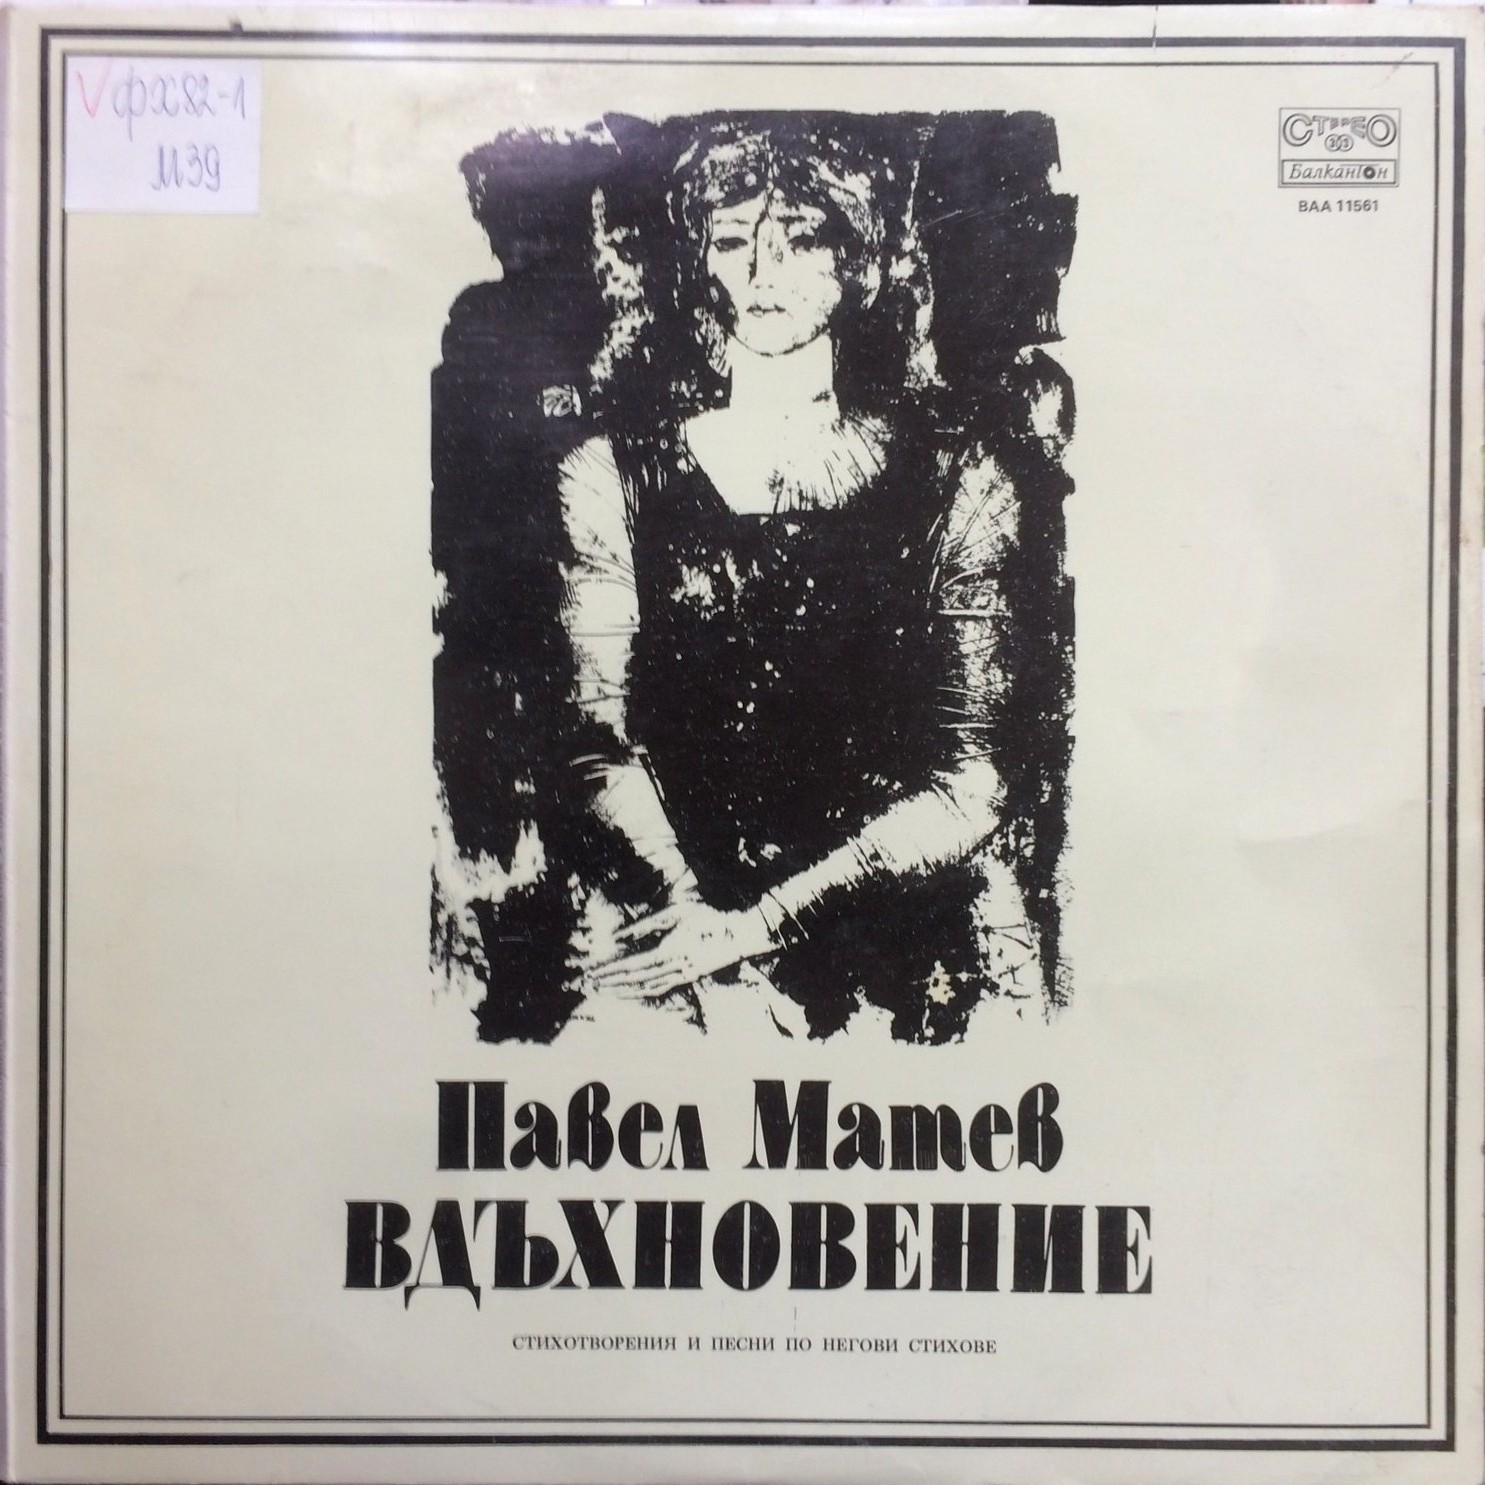 VфХ82-1
М39
СТЕРЕО
33
Балкантон
ВАА 11561
Павел Матев
ВДЪХНОВЕНИЕ
СТИХОТВОРЕНИЯ И ПЕСНИ ПО НЕГОВИ СТИХОВЕ